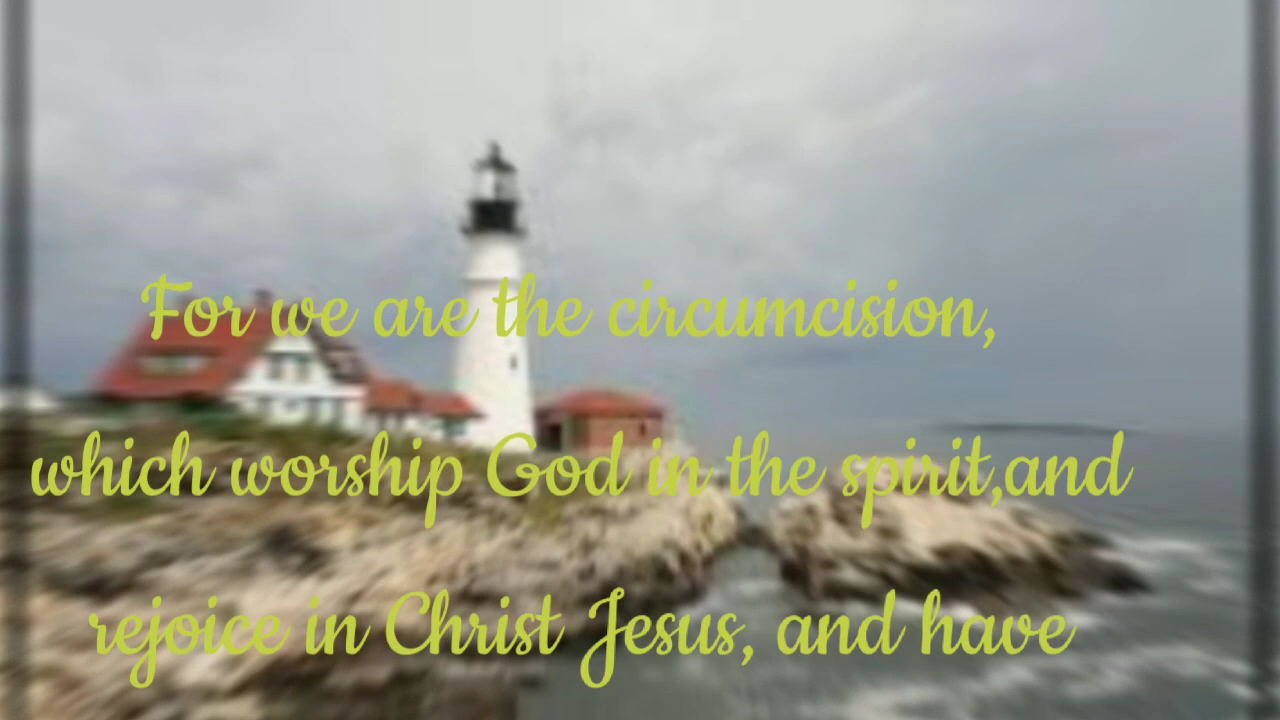 For we are the circumcision,
which worship God in the spirit,and
rejoice in Christ Jesus, and have